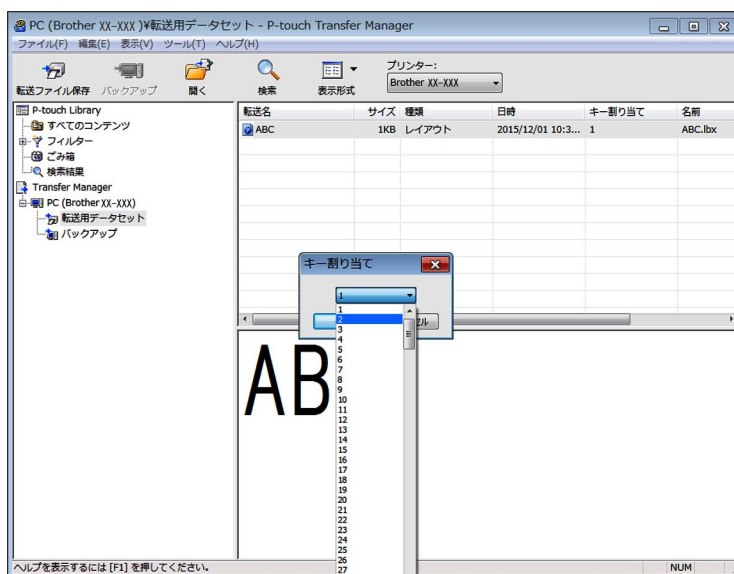 PC (Brother XX-XXX )¥転送用データセット - P-touch Transfer Manager
ファイル(F) 編集(E) 表示(V) ツール(T) ヘルプ(H)
転送ファイル保存 バックアップ 開く 検索 表示形式 プリンター:
Brother XX-XXX
P-touch Library
すべてのコンテンツ
フィルター
ごみ箱
検索結果
Transfer Manager
PC (Brother XX-XXX)
転送用データセット
バックアップ
転送名 サイズ 種類 日時 キー割り当て 名前
ABC 1KB レイアウト 2015/12/01 10:3... 1 ABC.lbx
キー割り当て
1
1
2
3
4
5
6
7
8
9
10
11
12
13
14
15
16
17
18
19
20
21
22
23
24
25
26
27
AB
ヘルプを表示するには [F1] を押してください。
NUM